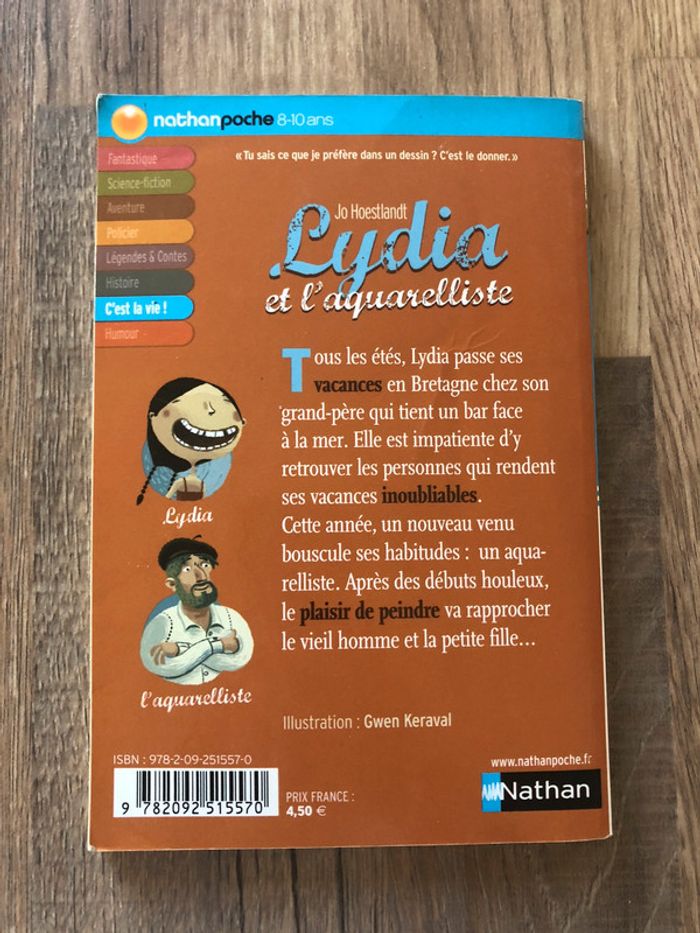 nathanpoche 8-10 ans
Fantastique
Science-fiction
Aventure
Policier
Légendes & Contes
Histoire
C'est la vie !
Humour
« Tu sais ce que je préfère dans un dessin ? C'est le donner. »
Jo Hoestlandt
Lydia
et l'aquarelliste
Tous les étés, Lydia passe ses
vacances en Bretagne chez son
grand-père qui tient un bar face
à la mer. Elle est impatiente d'y
retrouver les personnes qui rendent
ses vacances inoubliables.
Cette année, un nouveau venu
bouscule ses habitudes : un aqua-
relliste. Après des débuts houleux,
le plaisir de peindre va rapprocher
le vieil homme et la petite fille...
Lydia
l'aquarelliste
Illustration : Gwen Keraval
ISBN : 978-2-09-251557-0
9 782092 515570
PRIX FRANCE :
4,50 €
www.nathanpoche.fr
Nathan